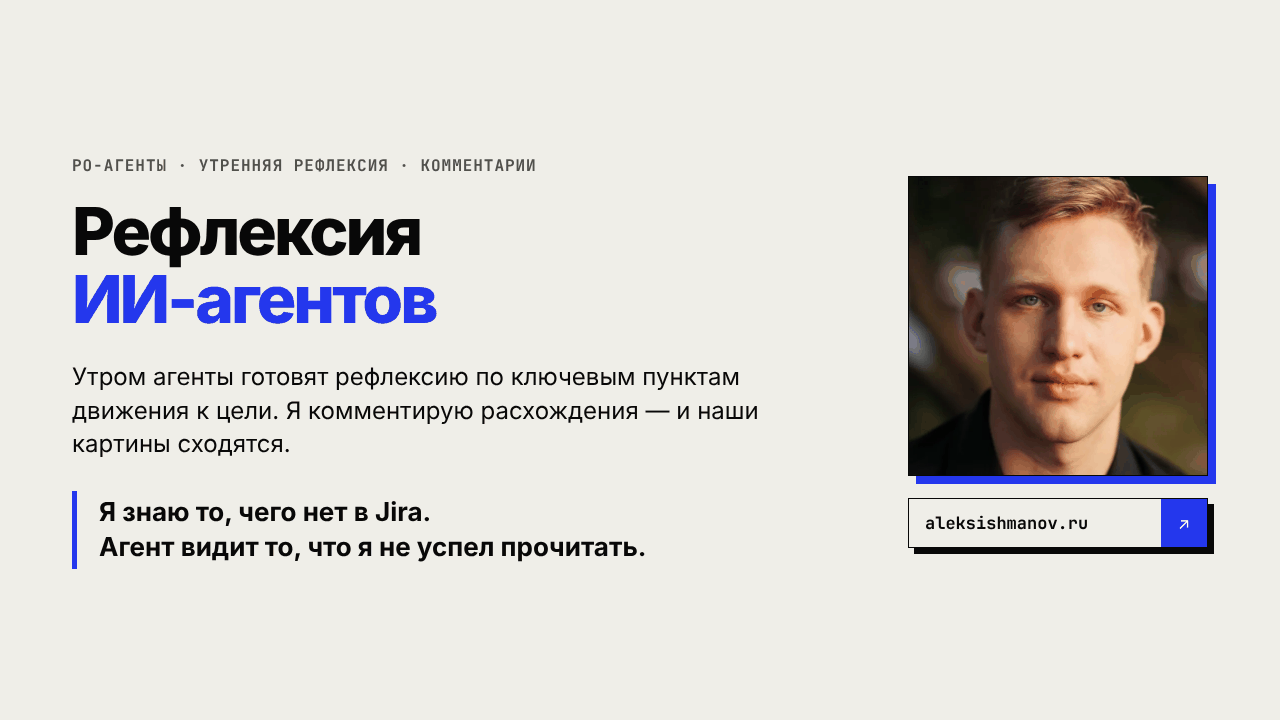 PO-АГЕНТЫ · УТРЕННЯЯ РЕФЛЕКСИЯ · КОММЕНТАРИИ
Рефлексия
ИИ-агентов
Утром агенты готовят рефлексию по ключевым пунктам
движения к цели. Я комментирую расхождения — и наши
картины сходятся.
Я знаю то, чего нет в Jira.
Агент видит то, что я не успел прочитать.
aleksishmanov.ru